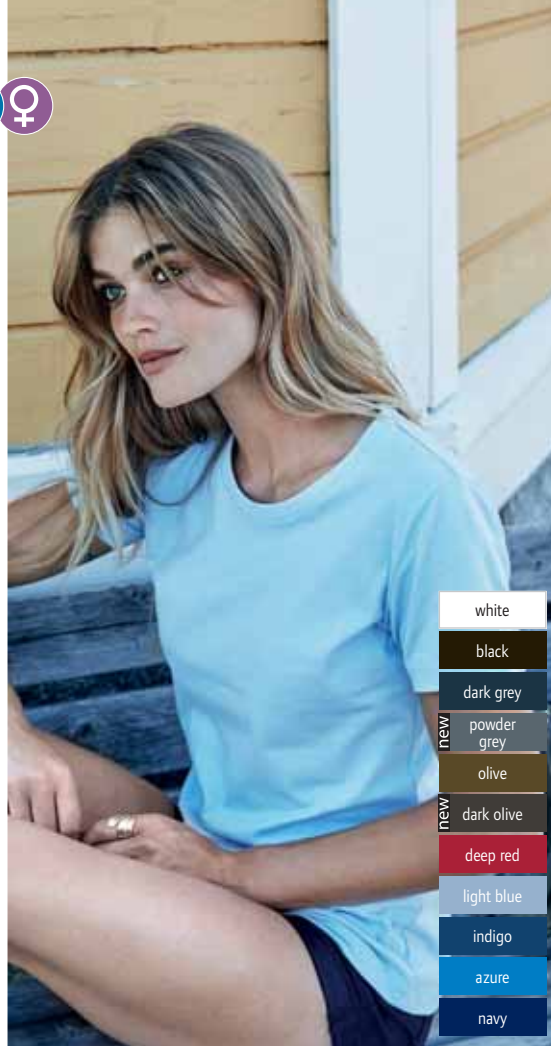 white
black
dark grey
new
powder
grey
olive
new
dark olive
deep red
light blue
indigo
azure
navy